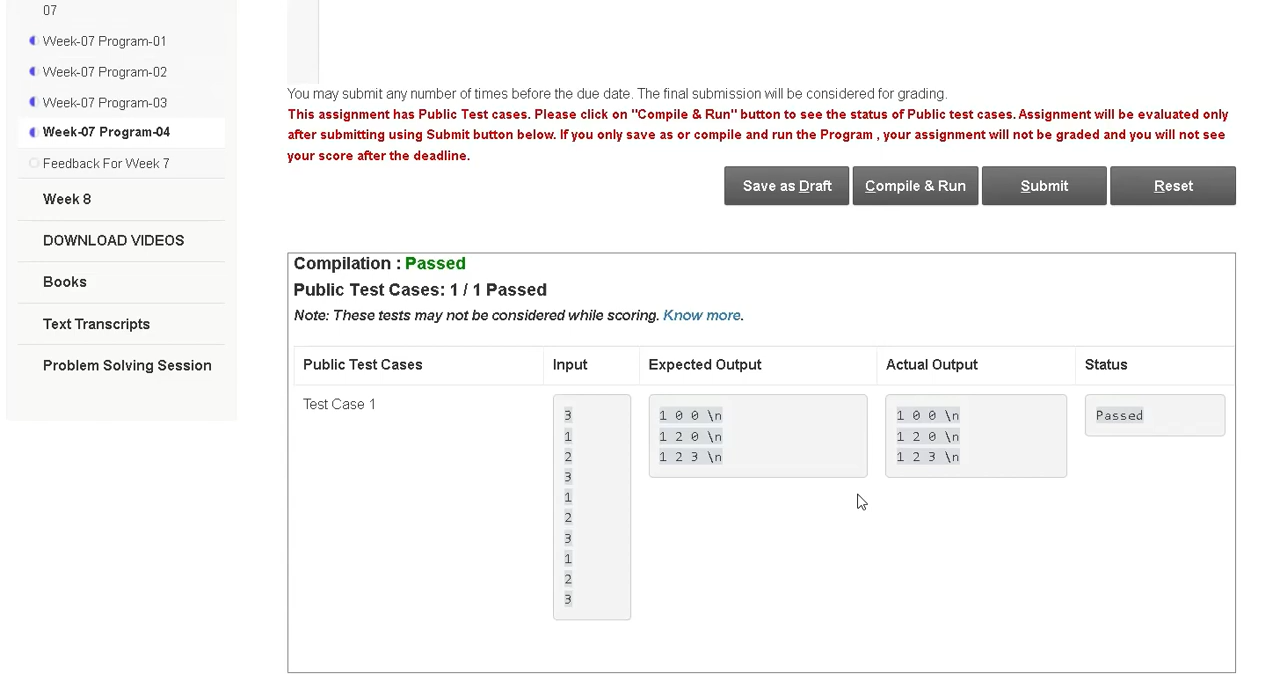 07
Week-07 Program-01
Week-07 Program-02
Week-07 Program-03
Week-07 Program-04
Feedback For Week 7
Week 8
DOWNLOAD VIDEOS
Books
Text Transcripts
Problem Solving Session
You may submit any number of times before the due date. The final submission will be considered for grading.
This assignment has Public Test cases. Please click on "Compile & Run" button to see the status of Public test cases. Assignment will be evaluated only
after submitting using Submit button below. If you only save as or compile and run the Program , your assignment will not be graded and you will not see
your score after the deadline.
Save as Draft Compile & Run Submit Reset
Compilation : Passed
Public Test Cases: 1 / 1 Passed
Note: These tests may not be considered while scoring. Know more.
Public Test Cases Input Expected Output Actual Output Status
Test Case 1
3
1
2
3
1
2
3
1
2
3
1 0 0 \n
1 2 0 \n
1 2 3 \n
1 0 0 \n
1 2 0 \n
1 2 3 \n
Passed